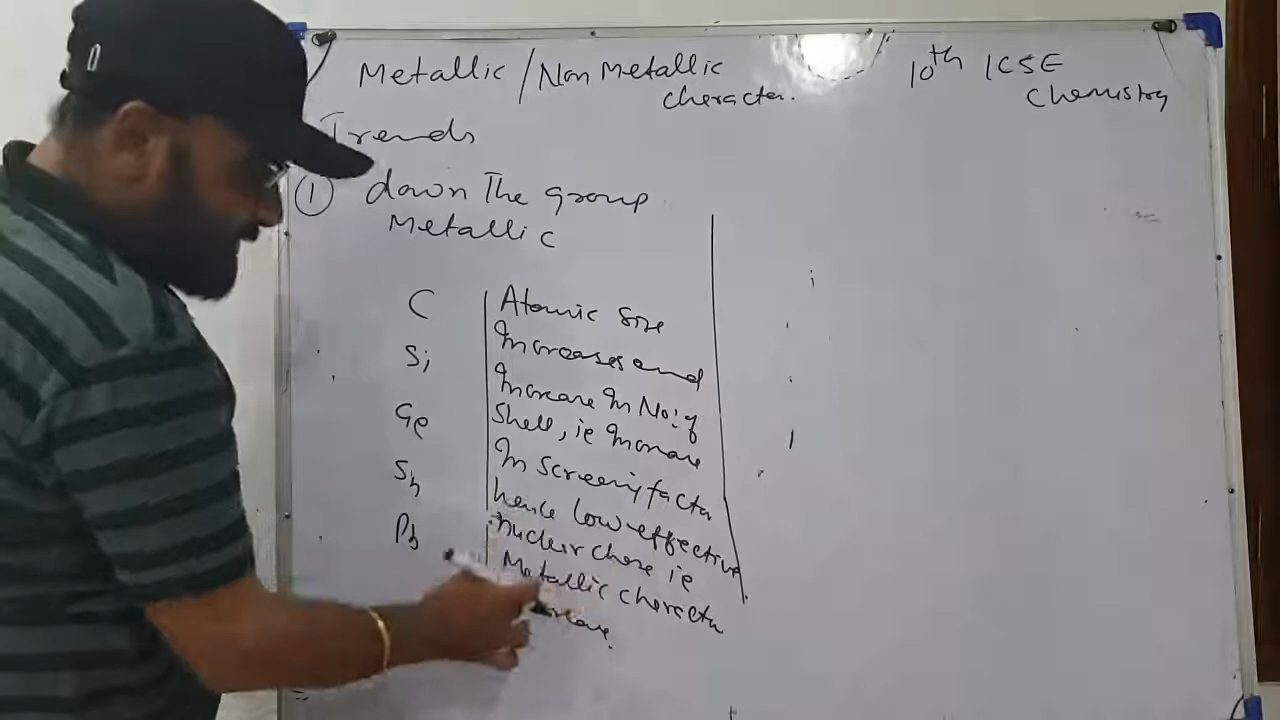 Metallic / Non Metallic
character.
10th ICSE
Chemistry
Trends
① down The group
Metallic
C
Si
Ge
Sn
Pb
Atomic Size
Increases and
Increase In No: of
Shell, ie Increase
In Screening factor
hence low effective
nuclear charge ie
Metallic character